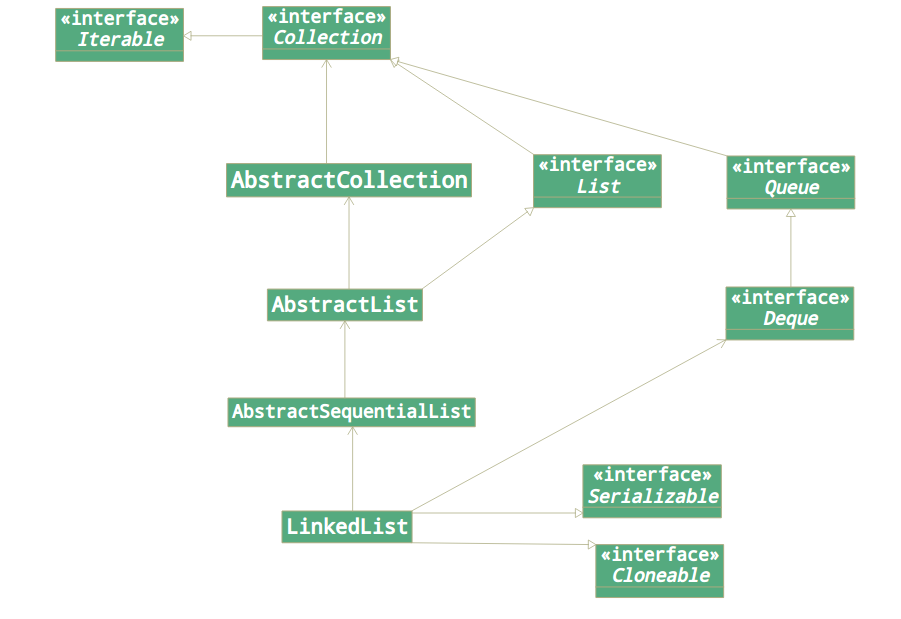 «interface»
Iterable
«interface»
Collection
AbstractCollection
«interface»
List
«interface»
Queue
AbstractList
«interface»
Deque
AbstractSequentialList
«interface»
Serializable
LinkedList
«interface»
Cloneable